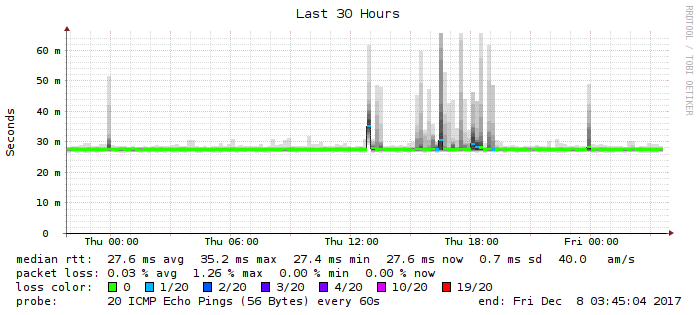 Last 30 Hours
RRDTOOL / TOBI OETIKER
Seconds
60 m
50 m
40 m
30 m
20 m
10 m
0
Thu 00:00 Thu 06:00 Thu 12:00 Thu 18:00 Fri 00:00
median rtt: 27.6 ms avg 35.2 ms max 27.4 ms min 27.6 ms now 0.7 ms sd 40.0 am/s
packet loss: 0.03 % avg 1.26 % max 0.00 % min 0.00 % now
loss color: 0 1/20 2/20 3/20 4/20 10/20 19/20
probe: 20 ICMP Echo Pings (56 Bytes) every 60s end: Fri Dec 8 03:45:04 2017